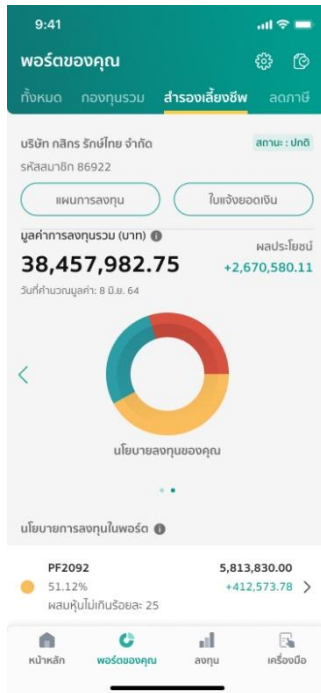 9:41
พอร์ตของคุณ
ทั้งหมด กองทุนรวม สำรองเลี้ยงชีพ ลดภาษี
บริษัท กสิกร รักษ์ไทย จำกัด สถานะ : ปกติ
รหัสสมาชิก 86922
แผนการลงทุน ใบแจ้งยอดเงิน
มูลค่าการลงทุนรวม (บาท) ผลประโยชน์
38,457,982.75 +2,670,580.11
วันที่คำนวณมูลค่า: 8 มิ.ย. 64
นโยบายลงทุนของคุณ
นโยบายการลงทุนในพอร์ต
PF2092 5,813,830.00
51.12% +412,573.78
ผสมหุ้นไม่เกินร้อยละ 25
หน้าหลัก พอร์ตของคุณ ลงทุน เครื่องมือ